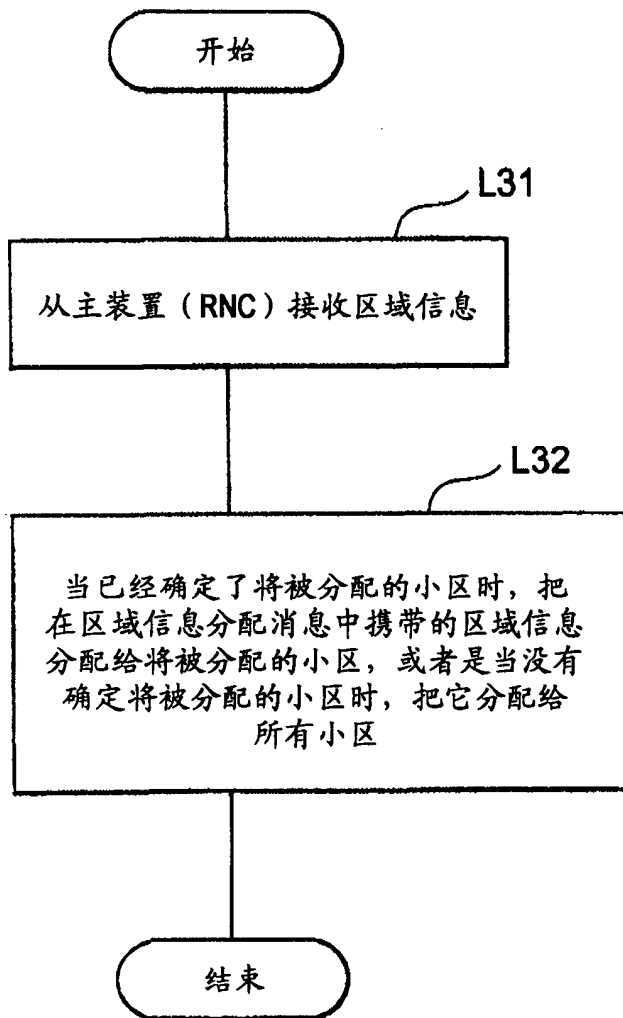 开始
L31
从主装置（RNC）接收区域信息
L32
当已经确定了将被分配的小区时，把
在区域信息分配消息中携带的区域信息
分配给将被分配的小区，或者是当没有
确定将被分配的小区时，把它分配给
所有小区
结束